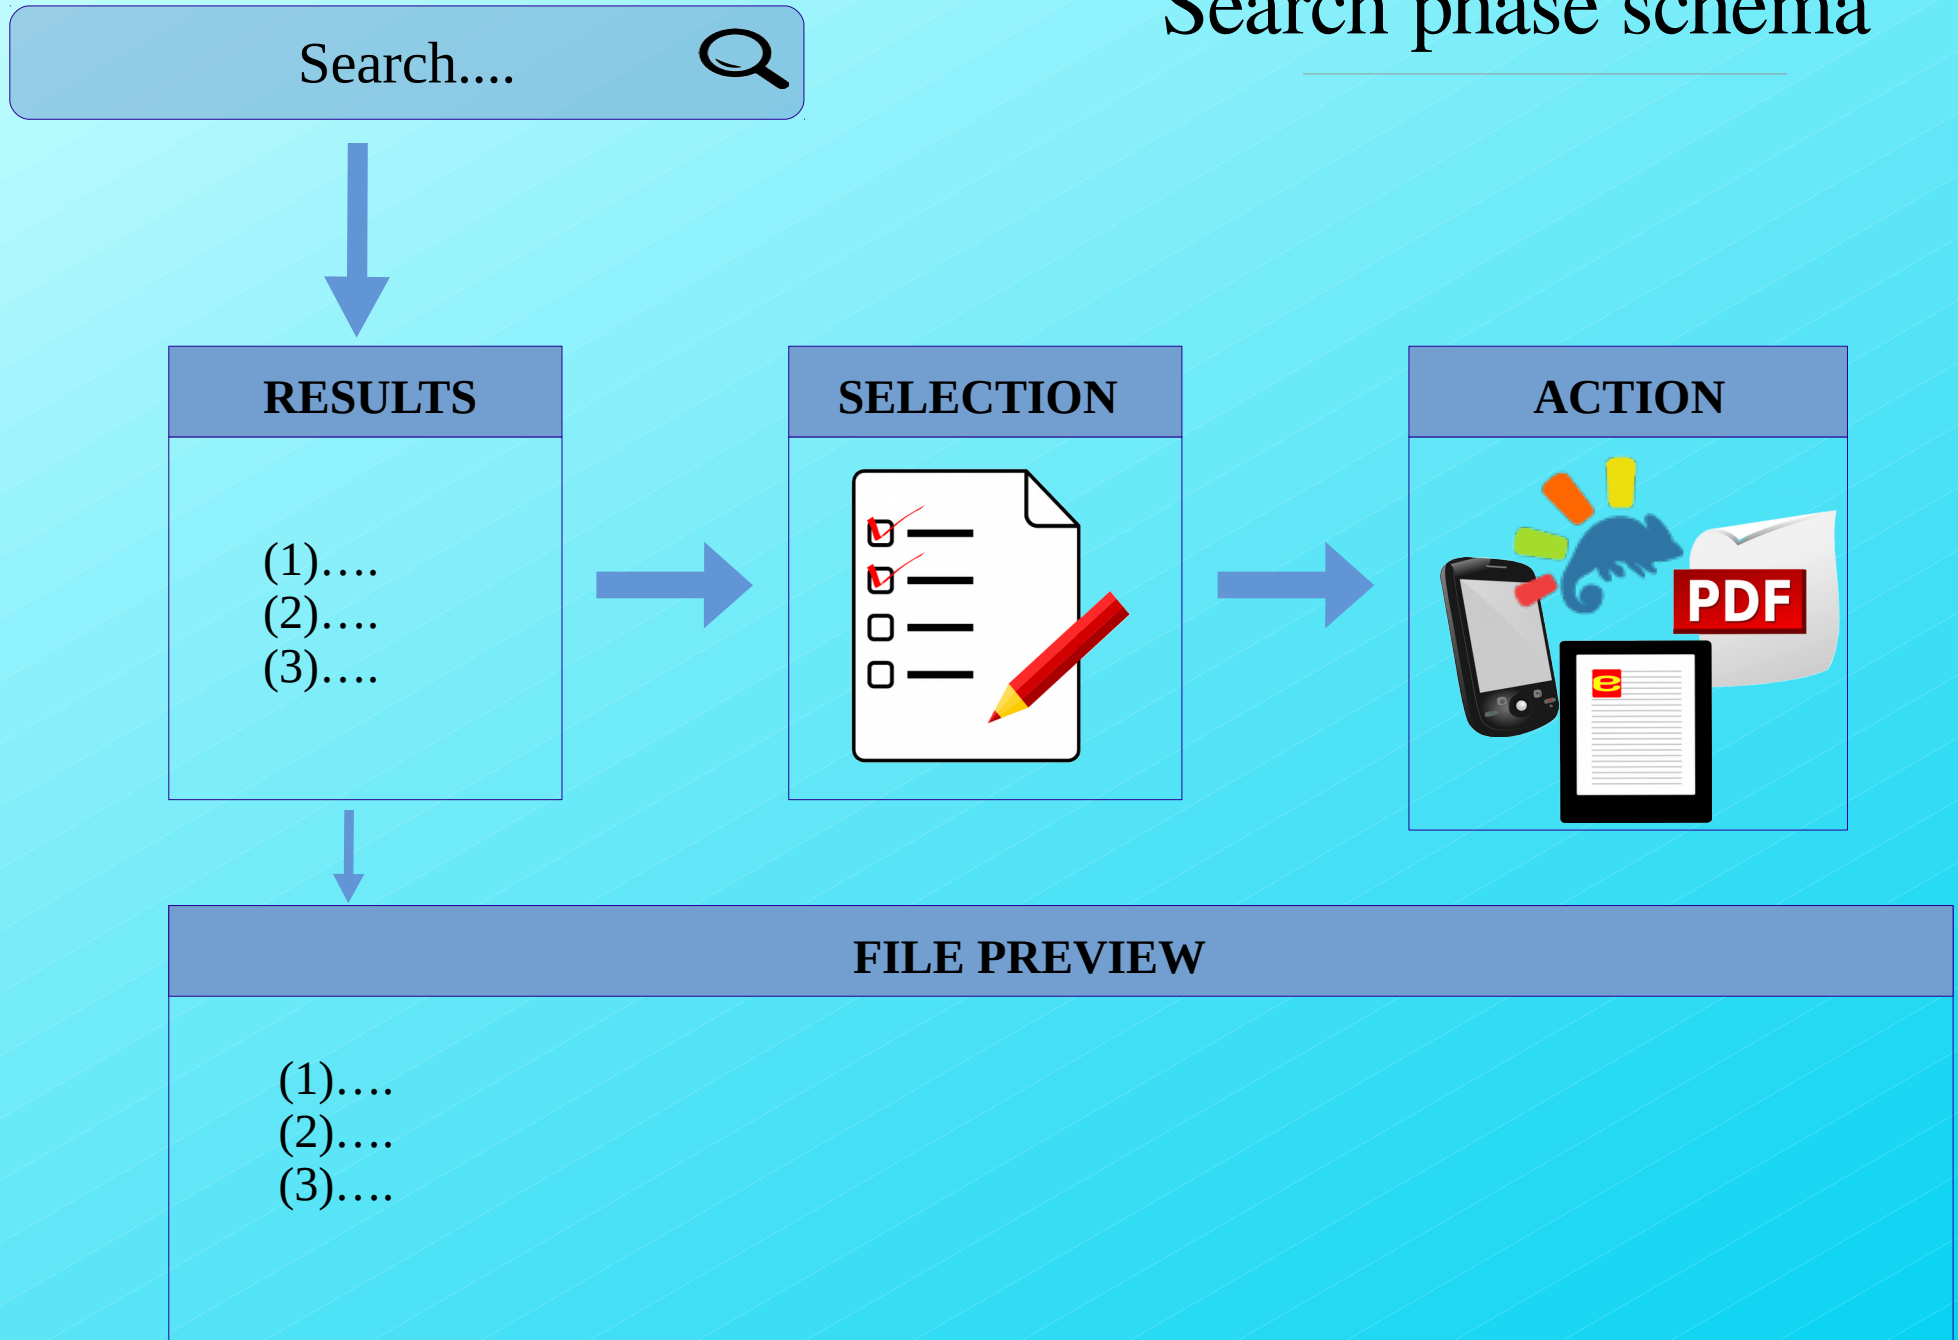 Search phase schema
Search....
RESULTS
(1)....
(2)....
(3)....
SELECTION
ACTION
PDF
e
FILE PREVIEW
(1)....
(2)....
(3)....